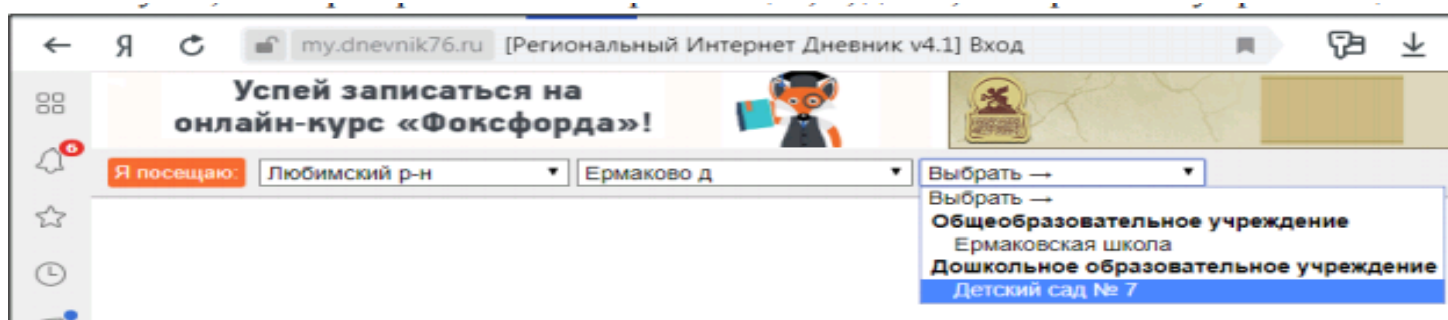 Я my.dnevnik76.ru [Региональный Интернет Дневник v4.1] Вход
Успей записаться на
онлайн-курс «Фоксфорда»!
6
Я посещаю: Любимский р-н Ермаково д Выбрать →
Выбрать →
Общеобразовательное учреждение
Ермаковская школа
Дошкольное образовательное учреждение
Детский сад № 7